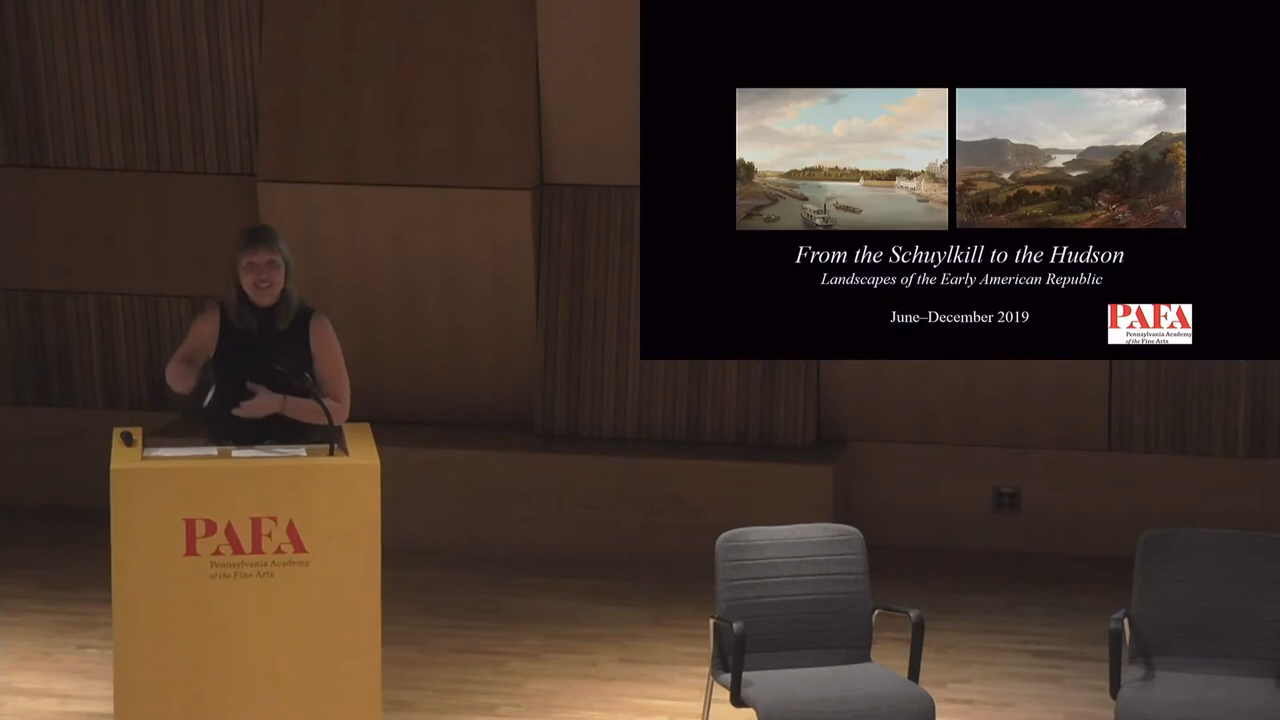 From the Schuylkill to the Hudson
Landscapes of the Early American Republic
June–December 2019
PAFA
Pennsylvania Academy
of the Fine Arts
PAFA
Pennsylvania Academy
of the Fine Arts